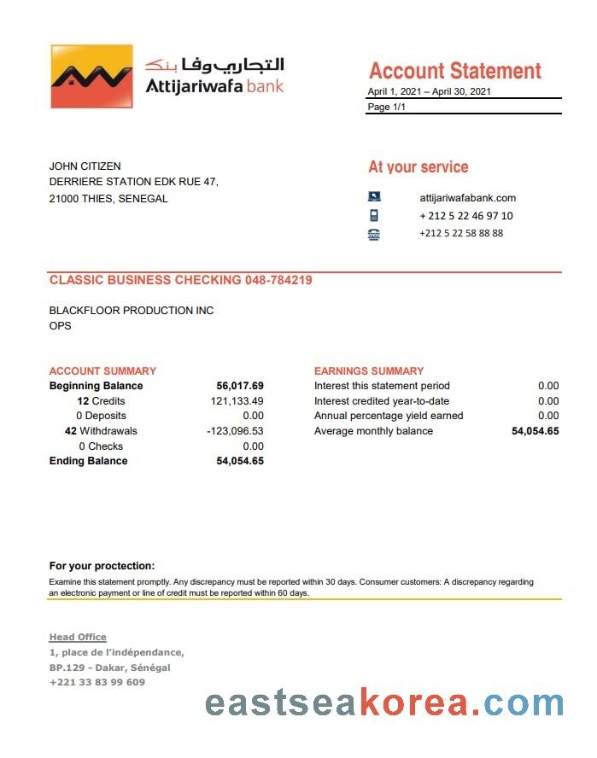 التجاري وفا بنك
Attijariwafa bank
Account Statement
April 1, 2021 – April 30, 2021
Page 1/1
JOHN CITIZEN
DERRIERE STATION EDK RUE 47,
21000 THIES, SENEGAL
At your service
attijariwafabank.com
+ 212 5 22 46 97 10
+212 5 22 58 88 88
CLASSIC BUSINESS CHECKING 048-784219
BLACKFLOOR PRODUCTION INC
OPS
ACCOUNT SUMMARY
Beginning Balance 56,017.69
12 Credits 121,133.49
0 Deposits 0.00
42 Withdrawals -123,096.53
0 Checks 0.00
Ending Balance 54,054.65
EARNINGS SUMMARY
Interest this statement period 0.00
Interest credited year-to-date 0.00
Annual percentage yield earned 0.00
Average monthly balance 54,054.65
For your proctection:
Examine this statement promptly. Any discrepancy must be reported within 30 days. Consumer customers: A discrepancy regarding
an electronic payment or line of credit must be reported within 60 days.
Head Office
1, place de l'indépendance,
BP.129 - Dakar, Sénégal
+221 33 83 99 609
eastseakorea.com